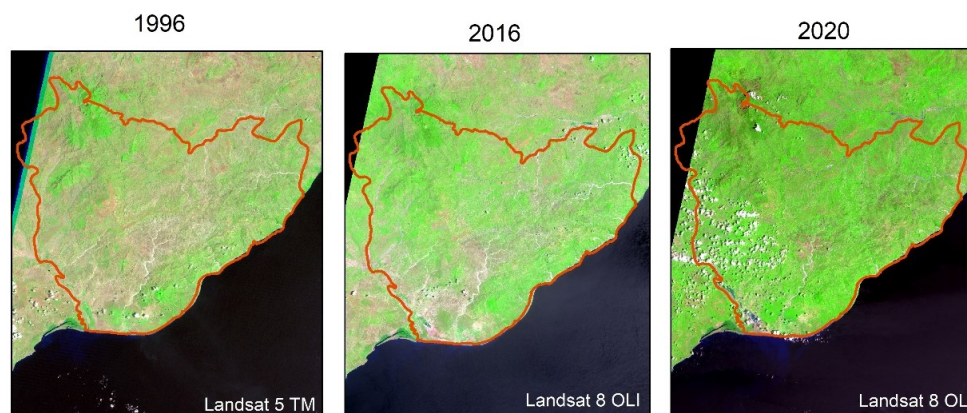 1996
2016
2020
Landsat 5 TM
Landsat 8 OLI
Landsat 8 OL